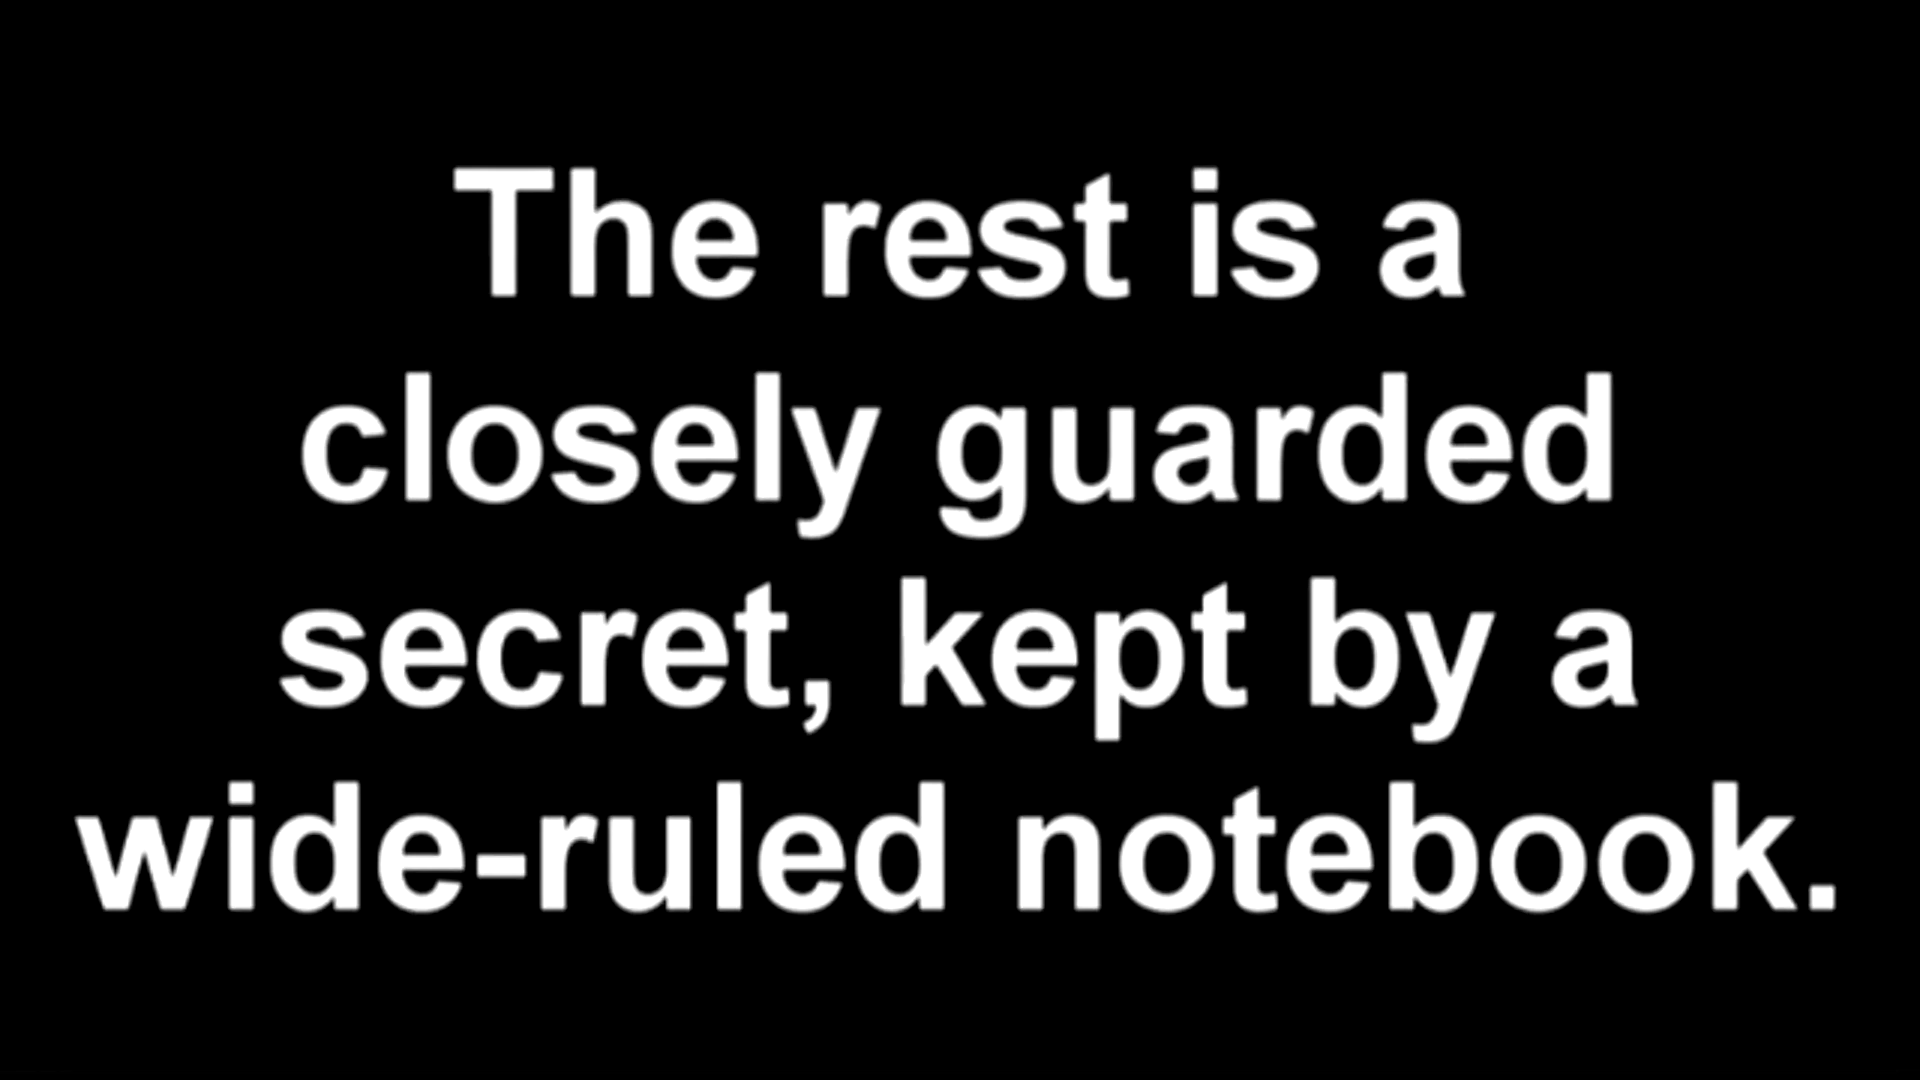 The rest is a
closely guarded
secret, kept by a
wide-ruled notebook.